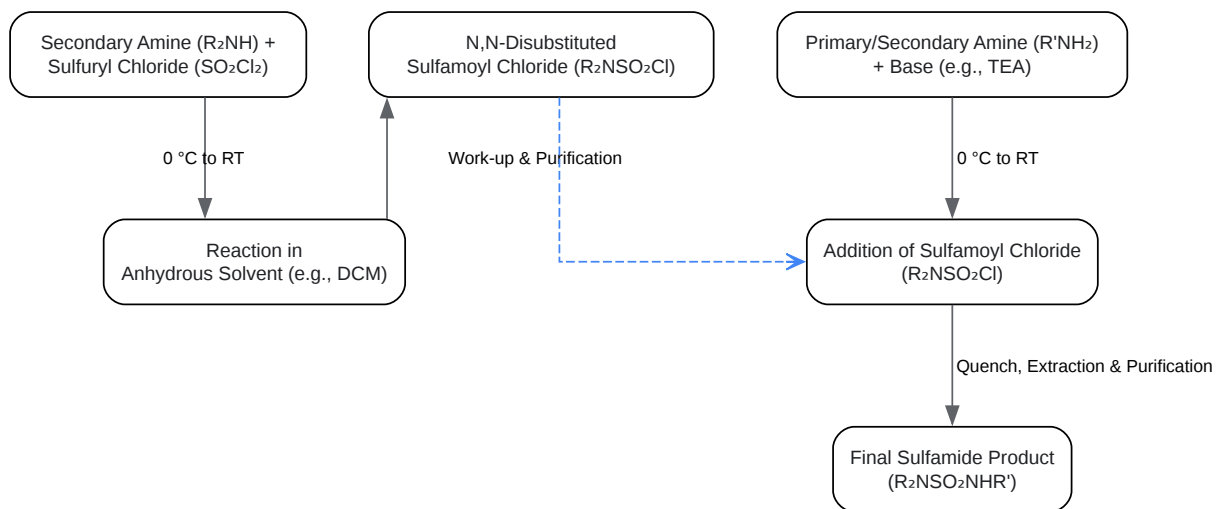 Secondary Amine (R₂NH) +
Sulfuryl Chloride (SO₂Cl₂)
0 °C to RT
Reaction in
Anhydrous Solvent (e.g., DCM)
Work-up & Purification
N,N-Disubstituted
Sulfamoyl Chloride (R₂NSO₂Cl)
Primary/Secondary Amine (R'NH₂)
+ Base (e.g., TEA)
0 °C to RT
Addition of Sulfamoyl Chloride
(R₂NSO₂Cl)
Quench, Extraction & Purification
Final Sulfamide Product
(R₂NSO₂NHR')